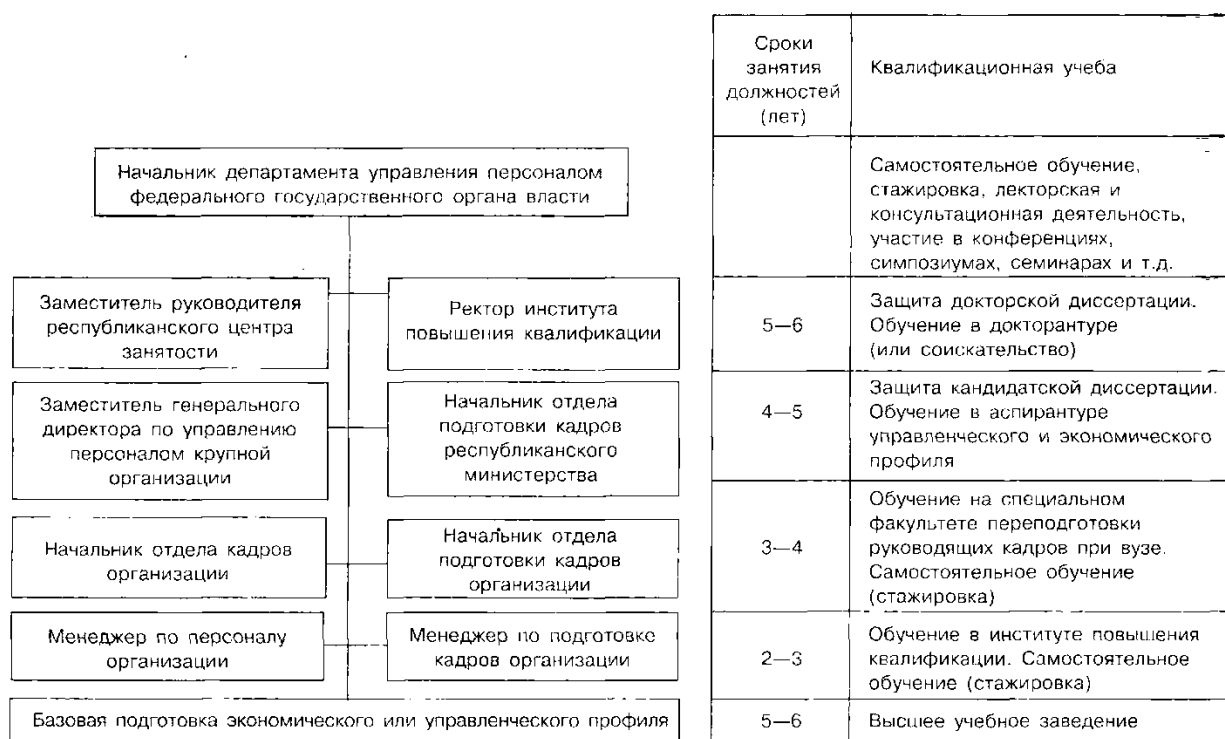 Сроки
занятия
должностей
(лет)
Квалификационная учеба
Начальник департамента управления персоналом
федерального государственного органа власти
Самостоятельное обучение,
стажировка, лекторская и
консультационная деятельность,
участие в конференциях,
симпозиумах, семинарах и т.д.
Заместитель руководителя
республиканского центра
занятости
Ректор института
повышения квалификации
5—6
Защита докторской диссертации.
Обучение в докторантуре
(или соискательство)
Заместитель генерального
директора по управлению
персоналом крупной
организации
Начальник отдела
подготовки кадров
республиканского
министерства
4—5
Защита кандидатской диссертации.
Обучение в аспирантуре
управленческого и экономического
профиля
Начальник отдела кадров
организации
Начальник отдела
подготовки кадров
организации
3—4
Обучение на специальном
факультете переподготовки
руководящих кадров при вузе.
Самостоятельное обучение
(стажировка)
Менеджер по персоналу
организации
Менеджер по подготовке
кадров организации
2—3
Обучение в институте повышения
квалификации. Самостоятельное
обучение (стажировка)
Базовая подготовка экономического или управленческого профиля
5—6
Высшее учебное заведение